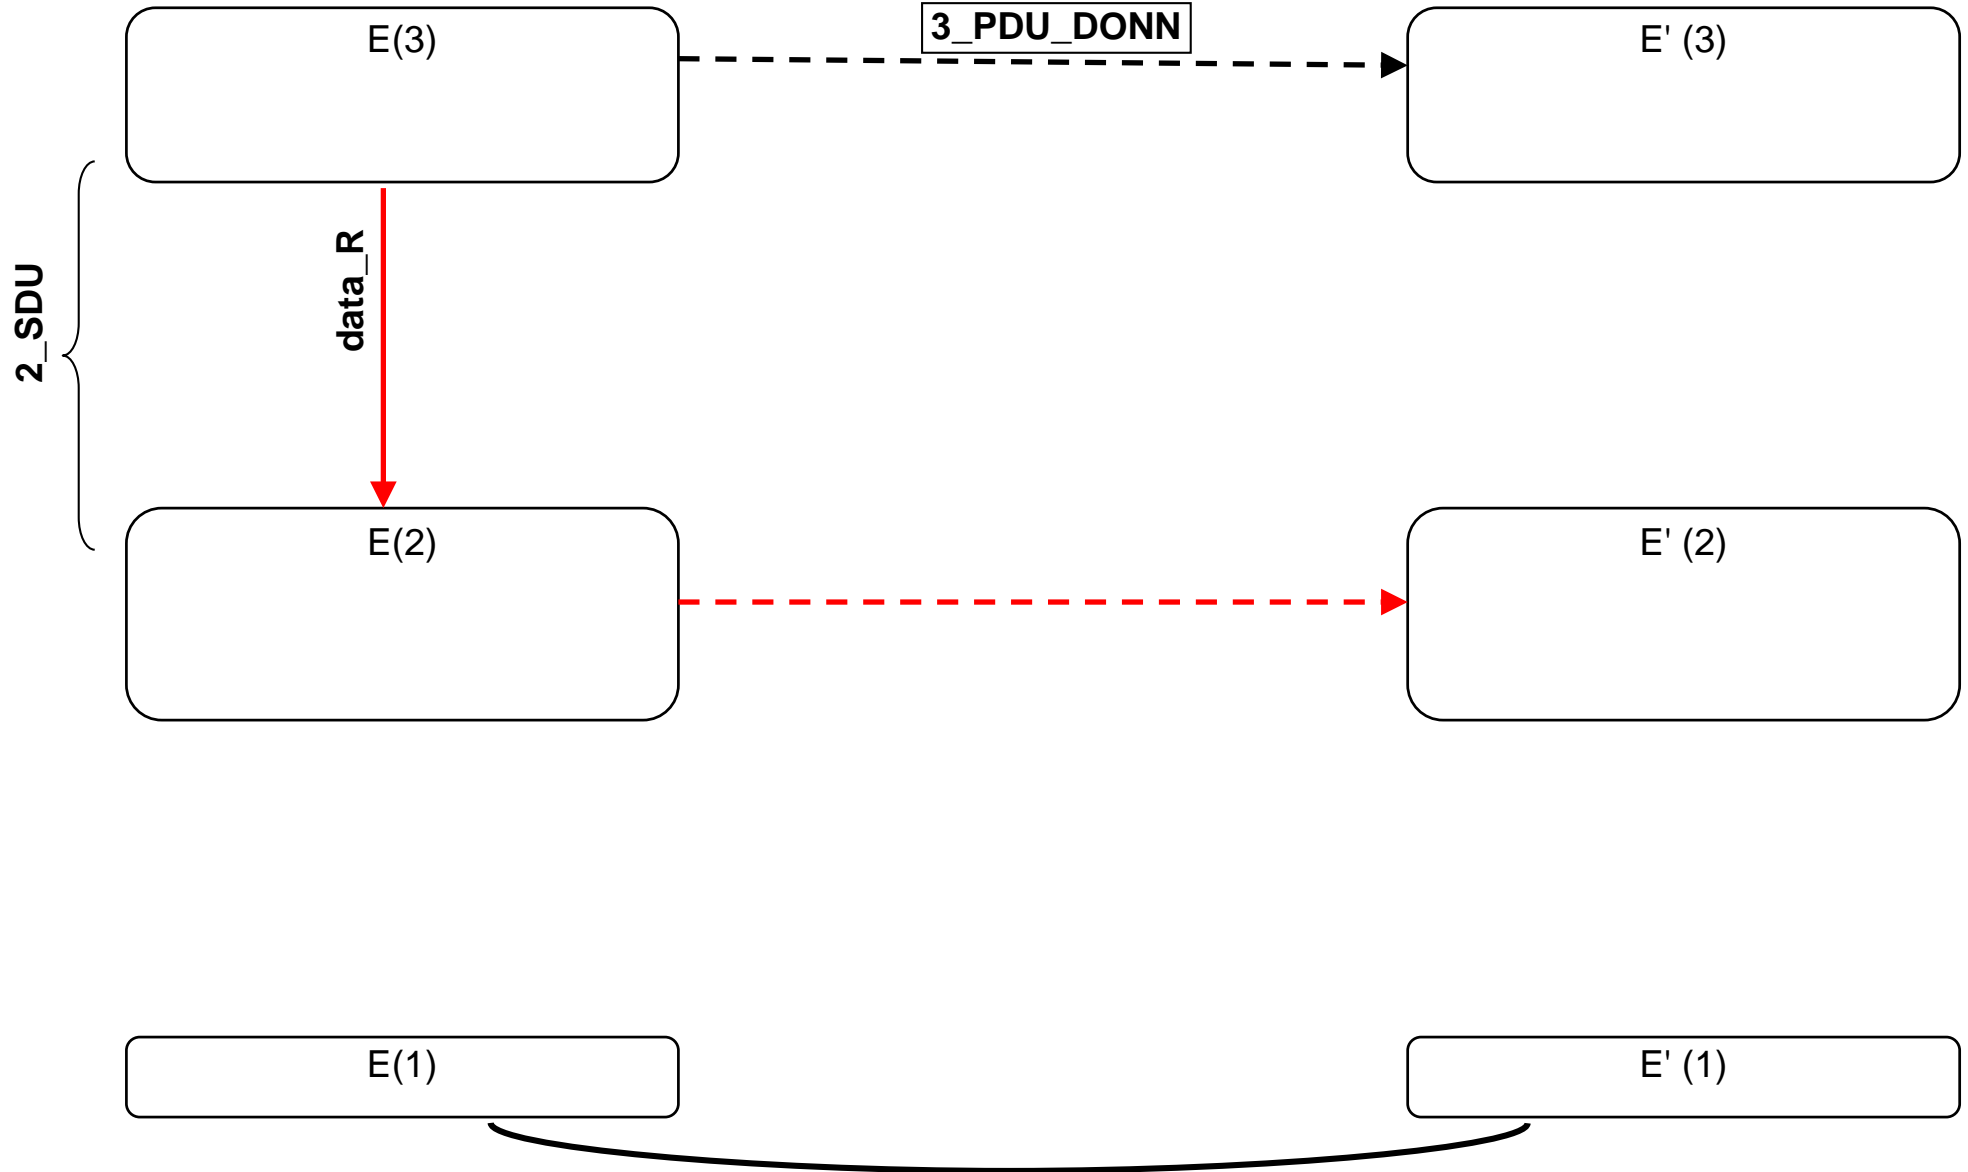 E(3)
3_PDU_DONN
E' (3)
data_R
2_SDU
E(2)
E' (2)
E(1)
E' (1)